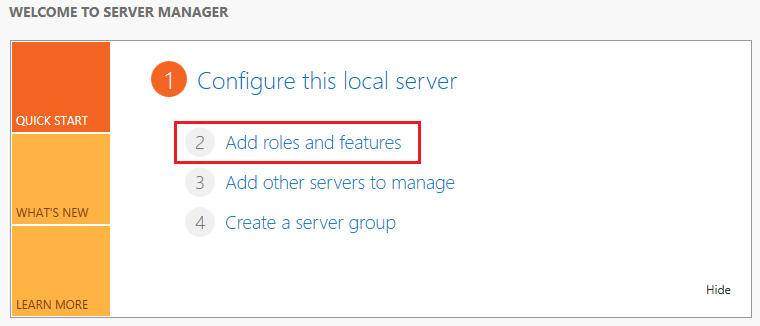 WELCOME TO SERVER MANAGER
QUICK START
WHAT'S NEW
LEARN MORE
1 Configure this local server
2 Add roles and features
3 Add other servers to manage
4 Create a server group
Hide